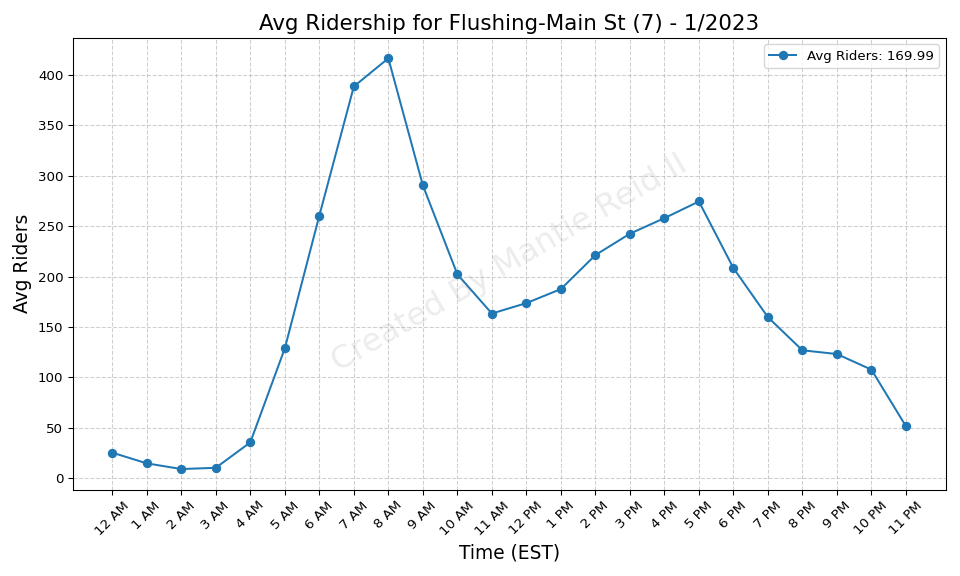 Avg Ridership for Flushing-Main St (7) - 1/2023
Avg Riders: 169.99
Avg Riders
400
350
300
250
200
150
100
50
0
Created By Mantie Reid II
12 AM
1 AM
2 AM
3 AM
4 AM
5 AM
6 AM
7 AM
8 AM
9 AM
10 AM
11 AM
12 PM
1 PM
2 PM
3 PM
4 PM
5 PM
6 PM
7 PM
8 PM
9 PM
10 PM
11 PM
Time (EST)